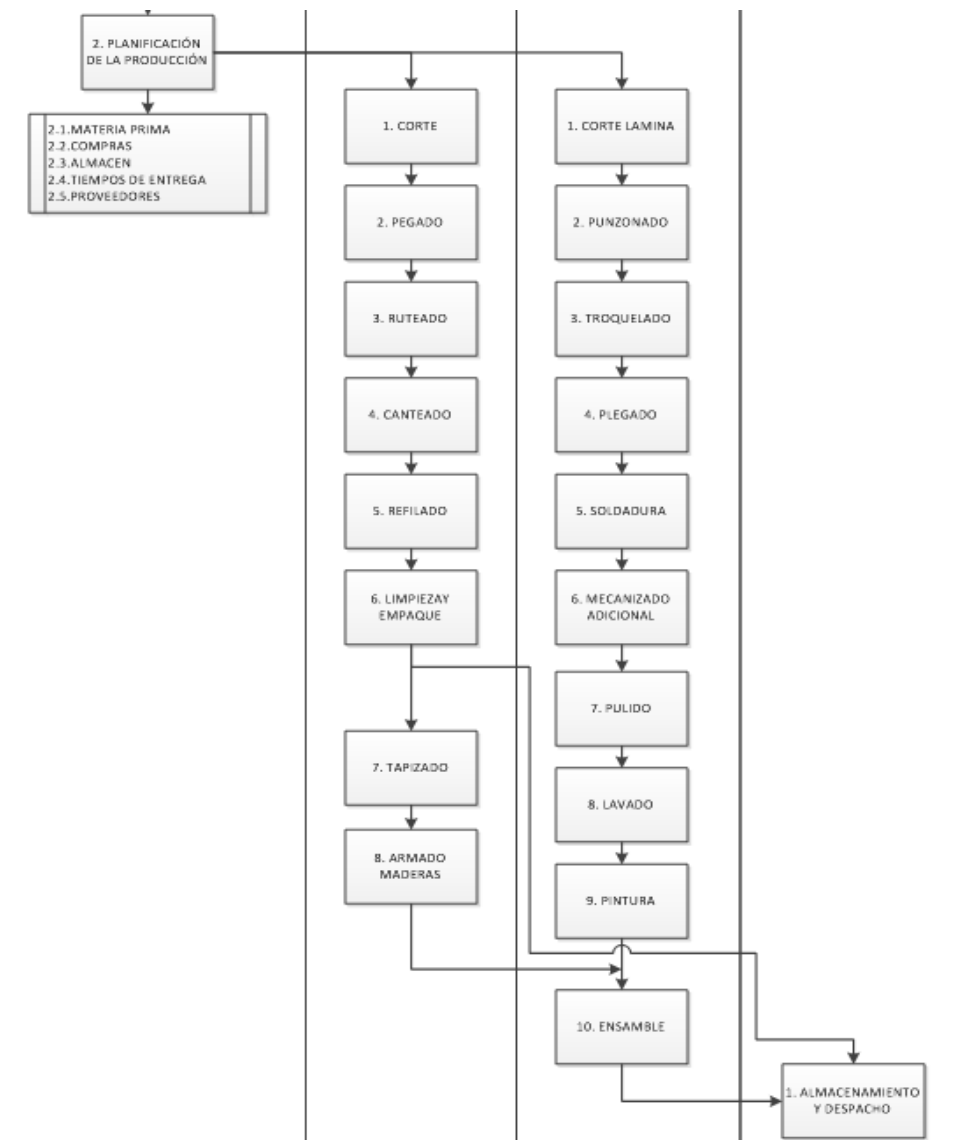 2. PLANIFICACIÓN
DE LA PRODUCCIÓN
2.1.MATERIA PRIMA
2.2.COMPRAS
2.3.ALMACEN
2.4.TIEMPOS DE ENTREGA
2.5.PROVEEDORES
1. CORTE
2. PEGADO
3. RUTEADO
4. CANTEADO
5. REFILADO
6. LIMPIEZAY
EMPAQUE
7. TAPIZADO
8. ARMADO
MADERAS
1. CORTE LAMINA
2. PUNZONADO
3. TROQUELADO
4. PLEGADO
5. SOLDADURA
6. MECANIZADO
ADICIONAL
7. PULIDO
8. LAVADO
9. PINTURA
10. ENSAMBLE
1. ALMACENAMIENTO
Y DESPACHO